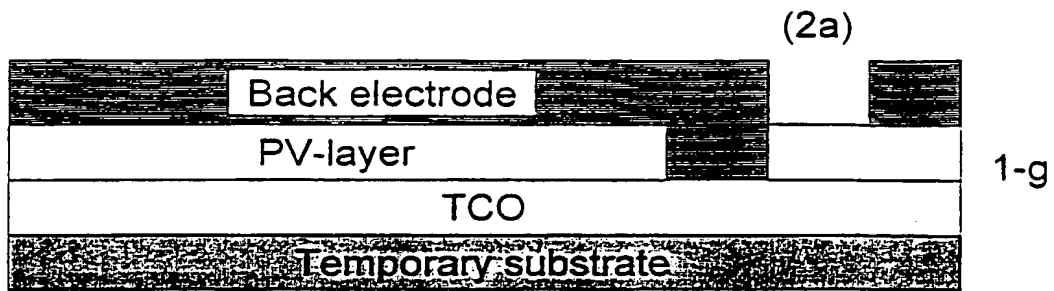 (2a)
Back electrode
PV-layer
1-g
TCO
Temporary substrate